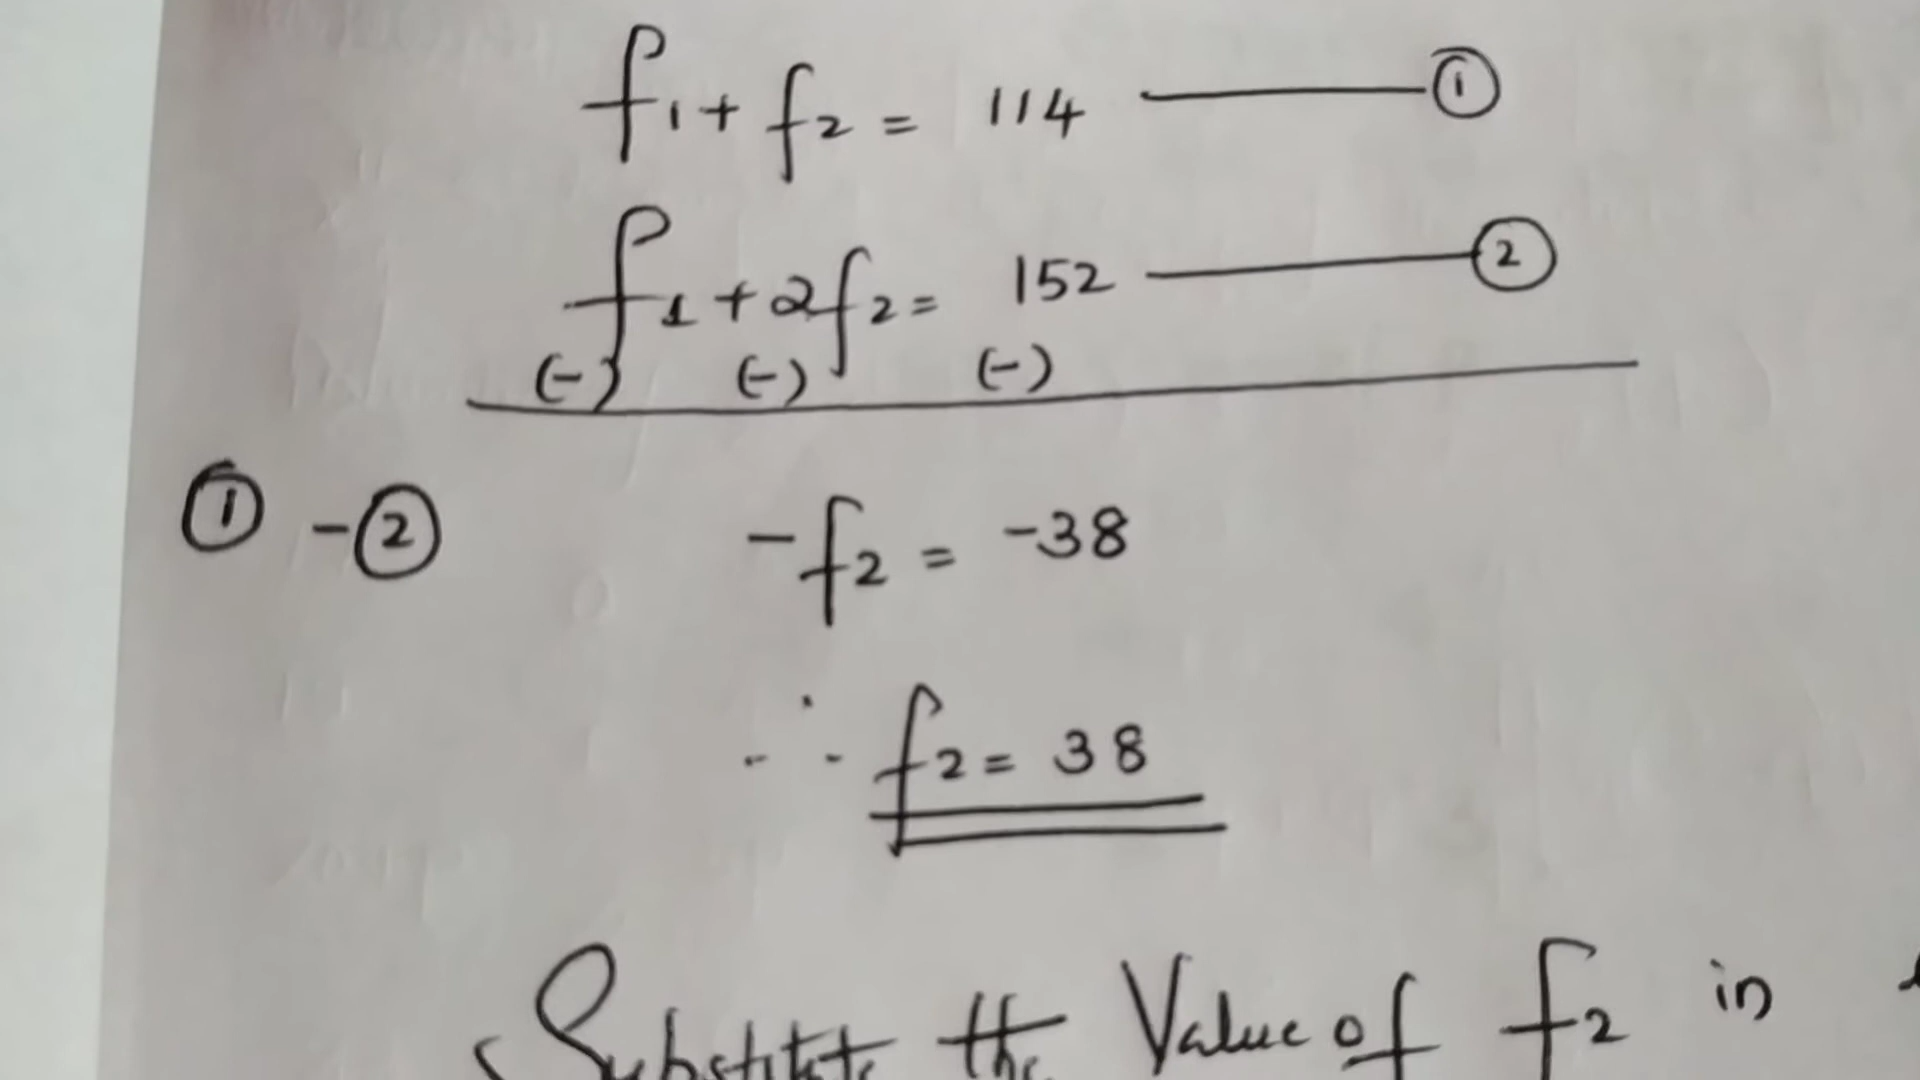 f₁ + f₂ = 114 ——— ①
f₁ + 2f₂ = 152 ——— ②
(-) (-) (-)
① - ② -f₂ = -38
∴ f₂ = 38
Substitute the Value of f₂ in